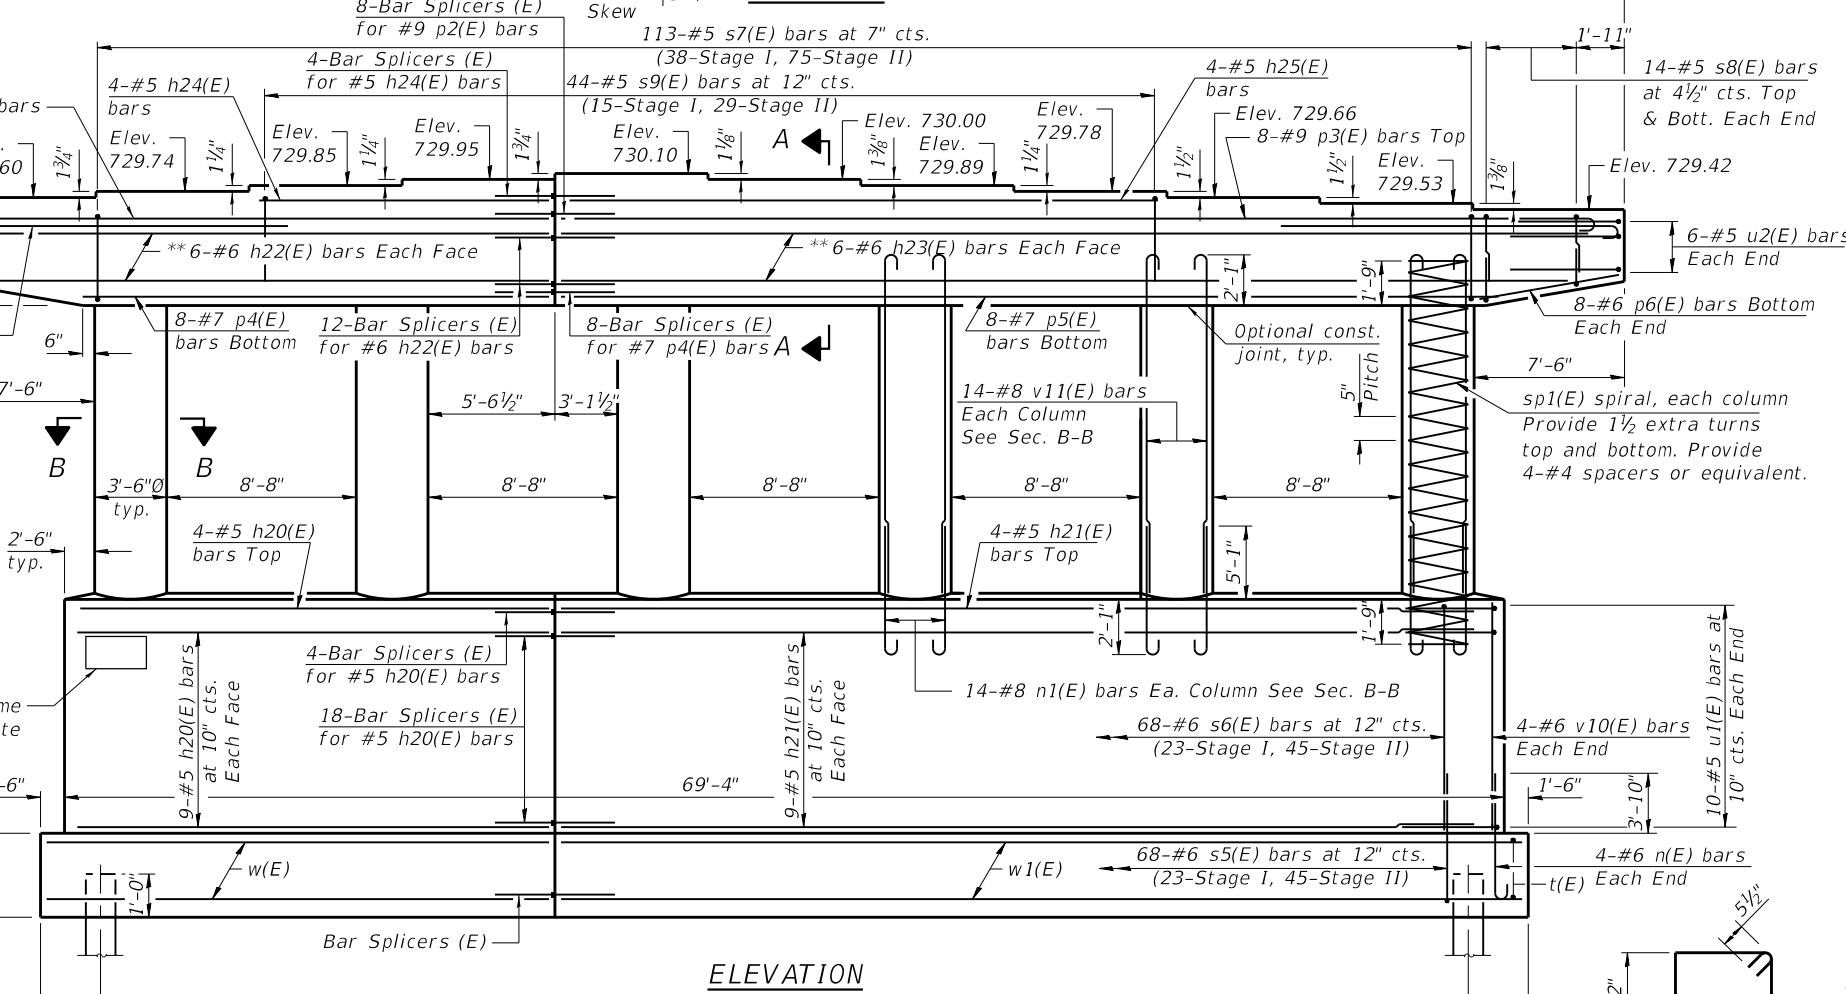 8-Bar Splicers (E)
for #9 p2(E) bars
Skew
113-#5 s7(E) bars at 7" cts.
(38-Stage I, 75-Stage II)
1'-11"
4-Bar Splicers (E)
for #5 h24(E) bars
44-#5 s9(E) bars at 12" cts.
(15-Stage I, 29-Stage II)
4-#5 h24(E)
bars
bars
4-#5 h25(E)
bars
14-#5 s8(E) bars
at 4½" cts. Top
& Bott. Each End
60
1¾"
Elev.
729.74
1¼"
Elev.
729.85
1¼"
Elev.
729.95
1¾"
Elev.
730.10
1⅛"
A
Elev. 730.00
1⅜"
Elev.
729.89
1¼"
Elev.
729.78
1½"
Elev. 729.66
8-#9 p3(E) bars Top
1½"
Elev.
729.53
1⅜"
Elev. 729.42
**6-#6 h22(E) bars Each Face
**6-#6 h23(E) bars Each Face
2'-1"
1'-9"
6-#5 u2(E) bars
Each End
8-#7 p4(E)
bars Bottom
12-Bar Splicers (E)
for #6 h22(E) bars
8-Bar Splicers (E)
for #7 p4(E) bars
A
8-#7 p5(E)
bars Bottom
Optional const.
joint, typ.
8-#6 p6(E) bars Bottom
Each End
6"
7'-6"
5'-6½"
3'-1½"
14-#8 v11(E) bars
Each Column
See Sec. B-B
5"
Pitch
7'-6"
sp1(E) spiral, each column
Provide 1½ extra turns
top and bottom. Provide
4-#4 spacers or equivalent.
B
B
3'-6"Ø
typ.
8'-8"
8'-8"
8'-8"
8'-8"
8'-8"
2'-6"
typ.
4-#5 h20(E)
bars Top
4-#5 h21(E)
bars Top
5'-1"
2'-1"
1'-9"
4-Bar Splicers (E)
for #5 h20(E) bars
18-Bar Splicers (E)
for #5 h20(E) bars
9-#5 h20(E) bars
at 10" cts.
Each Face
9-#5 h21(E) bars
at 10" cts.
Each Face
14-#8 n1(E) bars Ea. Column See Sec. B-B
68-#6 s6(E) bars at 12" cts.
(23-Stage I, 45-Stage II)
4-#6 v10(E) bars
Each End
10-#5 u1(E) bars at
10" cts. Each End
me
te
-6"
69'-4"
1'-6"
3'-10"
w(E)
w1(E)
68-#6 s5(E) bars at 12" cts.
(23-Stage I, 45-Stage II)
4-#6 n(E) bars
Each End
t(E)
1'-0"
Bar Splicers (E)
5½"
2"
ELEVATION